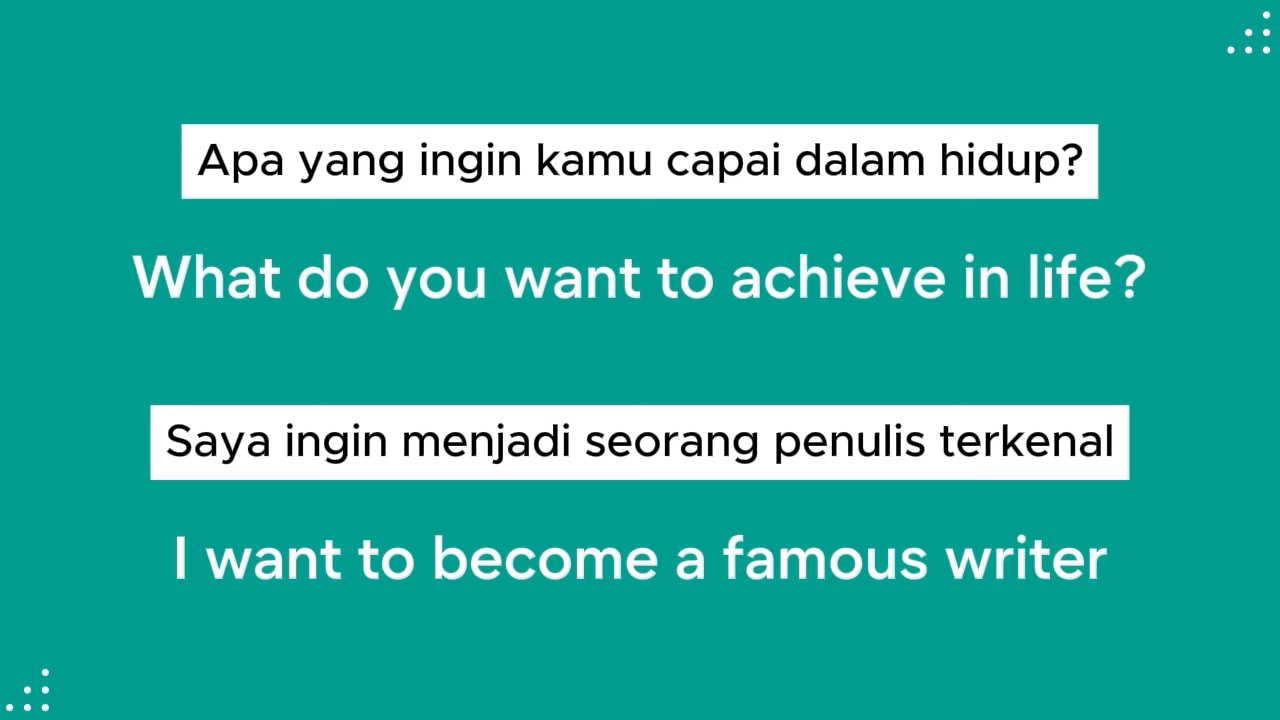 Apa yang ingin kamu capai dalam hidup?
What do you want to achieve in life?
Saya ingin menjadi seorang penulis terkenal
I want to become a famous writer